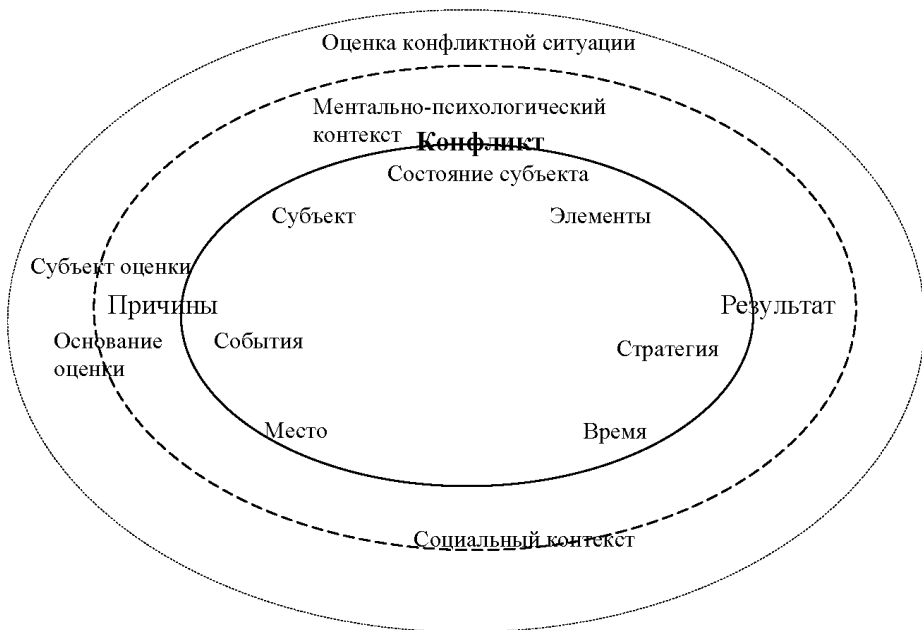 Оценка конфликтной ситуации
Ментально-психологический
контекст
Конфликт
Состояние субъекта
Субъект
Элементы
Субъект оценки
Причины
Результат
Основание
оценки
События
Стратегия
Место
Время
Социальный контекст